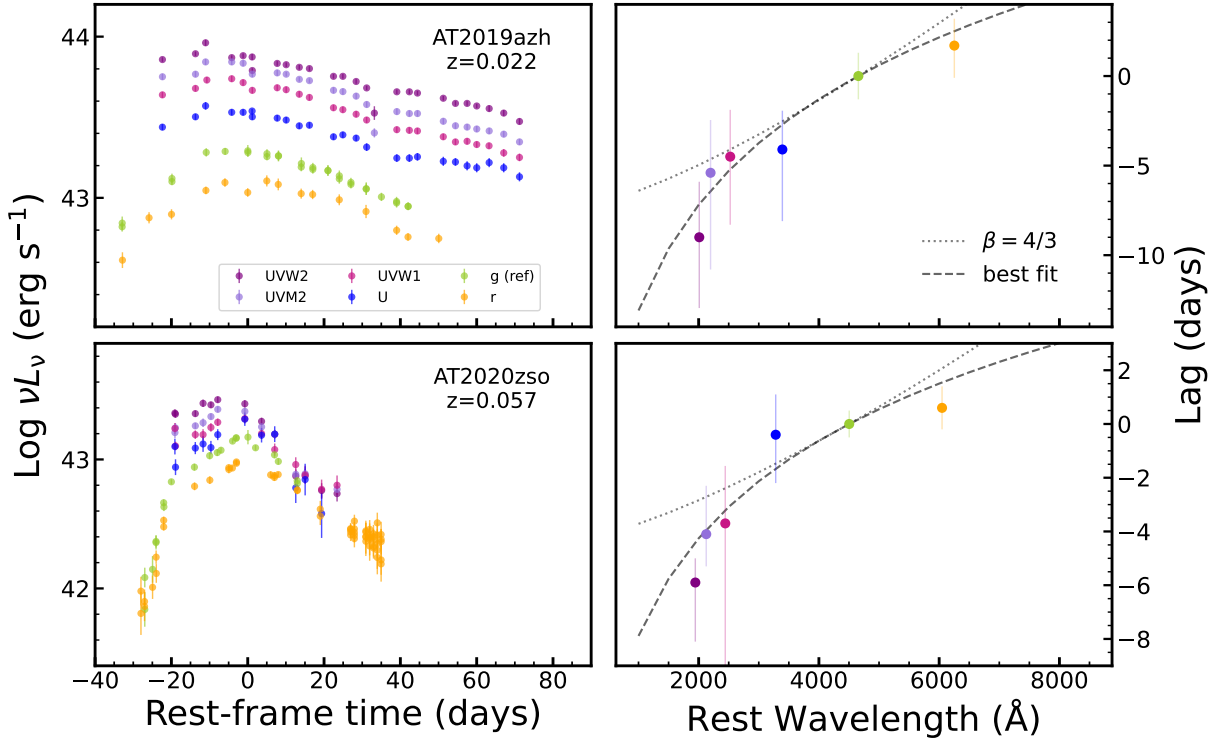 AT2019azh
z=0.022
44
43
UVW2 UVW1 g (ref)
UVM2 U r
β = 4/3
best fit
0
−5
−10
AT2020zso
z=0.057
43
42
−40 −20 0 20 40 60 80
2
0
−2
−4
−6
−8
2000 4000 6000 8000
Log νLν (erg s⁻¹)
Rest-frame time (days)
Rest Wavelength (Å)
Lag (days)